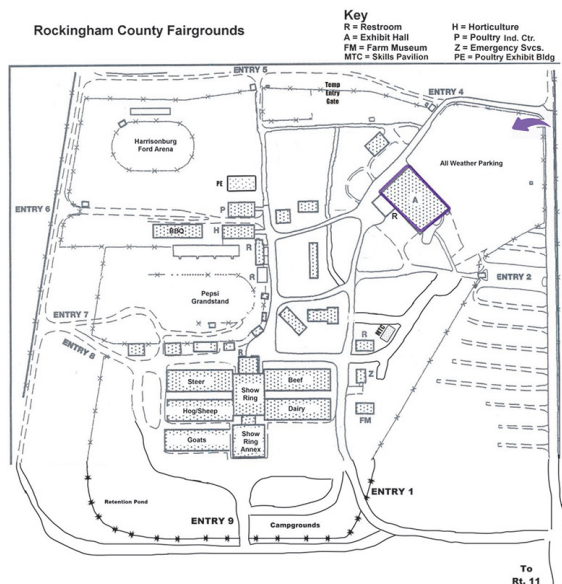 Rockingham County Fairgrounds
Key
R = Restroom
A = Exhibit Hall
FM = Farm Museum
MTC = Skills Pavilion
H = Horticulture
P = Poultry Ind. Ctr.
Z = Emergency Svcs.
PE = Poultry Exhibit Bldg
ENTRY 5
Temp
Entry
Gate
ENTRY 4
Harrisonburg
Ford Arena
All Weather Parking
PE
A
R
P
ENTRY 6
BBQ
H
R
R
ENTRY 2
Pepsi
Grandstand
ENTRY 7
MTC
R
ENTRY 8
R
Steer
Show
Ring
Beef
Z
Hog/Sheep
Dairy
FM
Goats
Show
Ring
Annex
ENTRY 1
Retention Pond
ENTRY 9
Campgrounds
To
Rt. 11